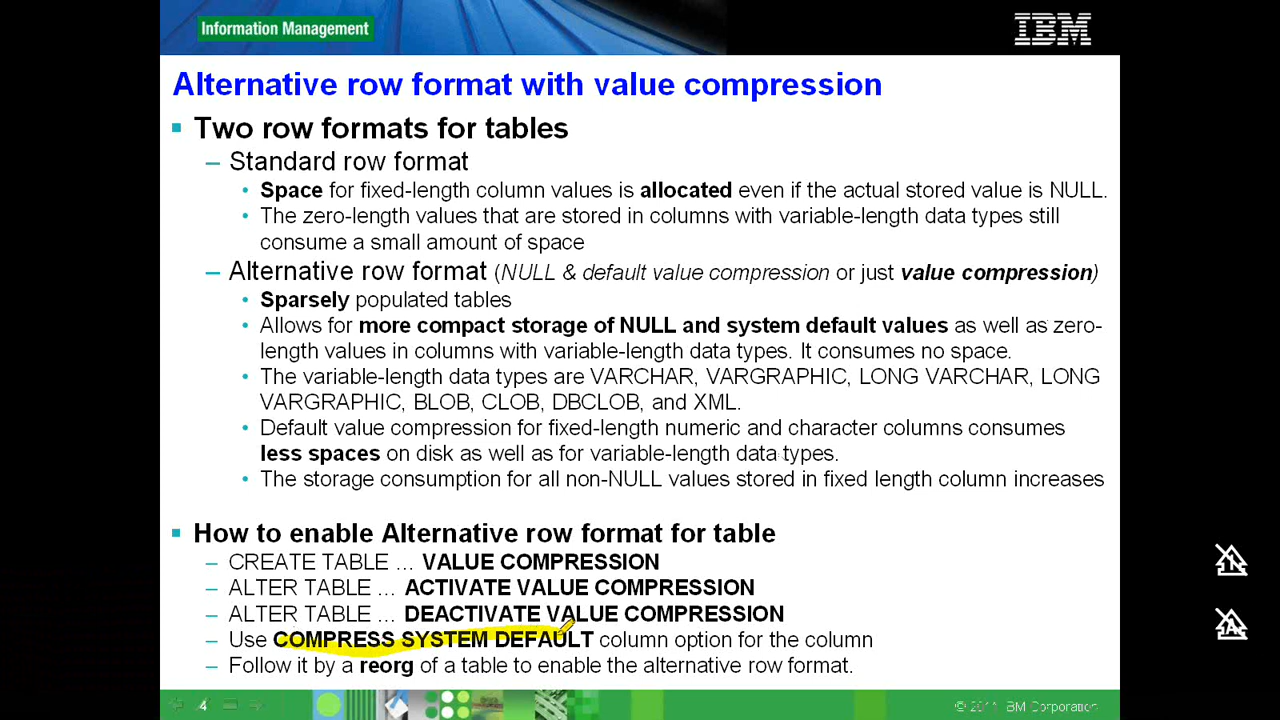 Information Management
IBM
Alternative row format with value compression
Two row formats for tables
– Standard row format
• Space for fixed-length column values is allocated even if the actual stored value is NULL.
• The zero-length values that are stored in columns with variable-length data types still
consume a small amount of space
– Alternative row format (NULL & default value compression or just value compression)
• Sparsely populated tables
• Allows for more compact storage of NULL and system default values as well as zero-
length values in columns with variable-length data types. It consumes no space.
• The variable-length data types are VARCHAR, VARGRAPHIC, LONG VARCHAR, LONG
VARGRAPHIC, BLOB, CLOB, DBCLOB, and XML.
• Default value compression for fixed-length numeric and character columns consumes
less spaces on disk as well as for variable-length data types.
• The storage consumption for all non-NULL values stored in fixed length column increases
How to enable Alternative row format for table
– CREATE TABLE ... VALUE COMPRESSION
– ALTER TABLE ... ACTIVATE VALUE COMPRESSION
– ALTER TABLE ... DEACTIVATE VALUE COMPRESSION
– Use COMPRESS SYSTEM DEFAULT column option for the column
– Follow it by a reorg of a table to enable the alternative row format.
4
© IBM Corporation